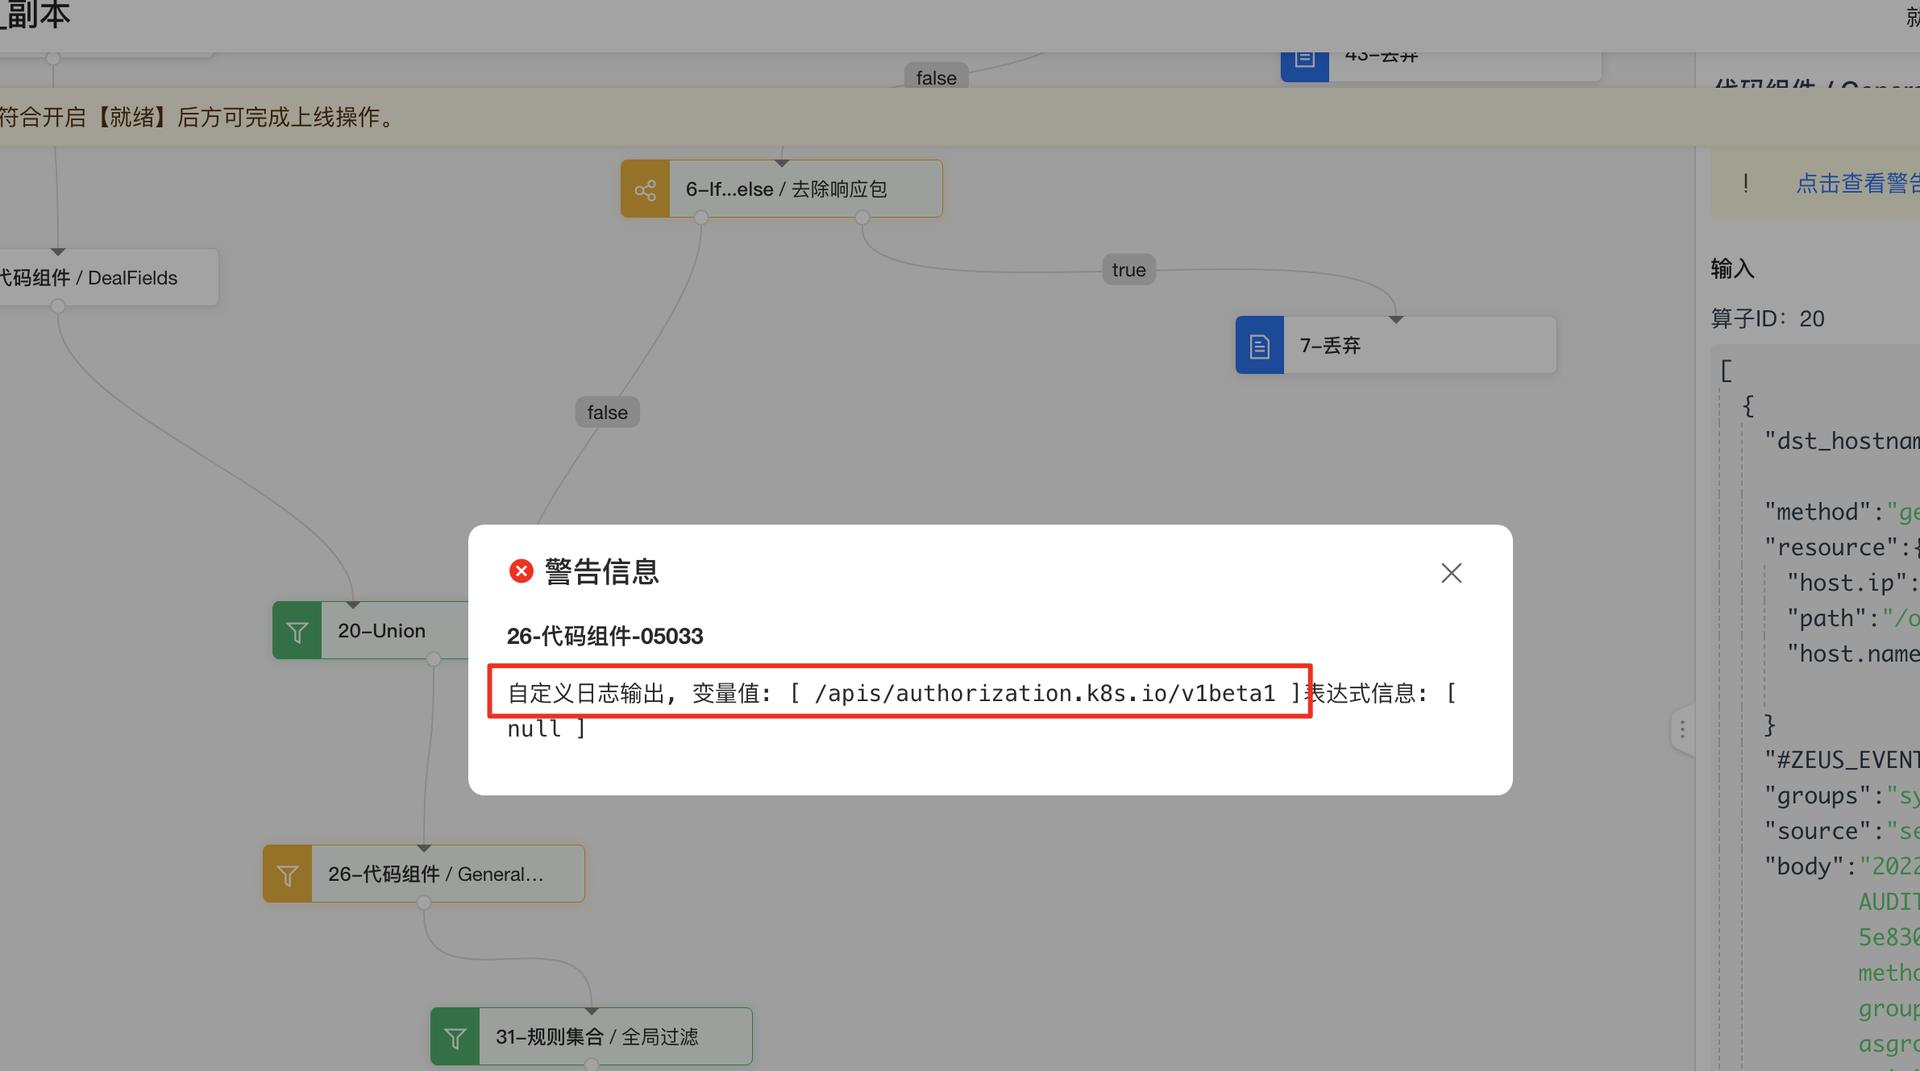 _副本
false
43-丢弃
符合开启【就绪】后方可完成上线操作。
6-If...else / 去除响应包
! 点击查看警告
代码组件 / DealFields
true
输入
算子ID：20
7-丢弃
[
{
"dst_hostnam
false
"method":"ge
"resource":{
"host.ip":
"path":"/o
"host.name
警告信息
26-代码组件-05033
20-Union
自定义日志输出, 变量值: [ /apis/authorization.k8s.io/v1beta1 ]表达式信息: [
null ]
}
"#ZEUS_EVENT
"groups":"sy
"source":"se
"body":"2022
26-代码组件 / General...
AUDIT
5e830
metho
group
31-规则集合 / 全局过滤
asgro